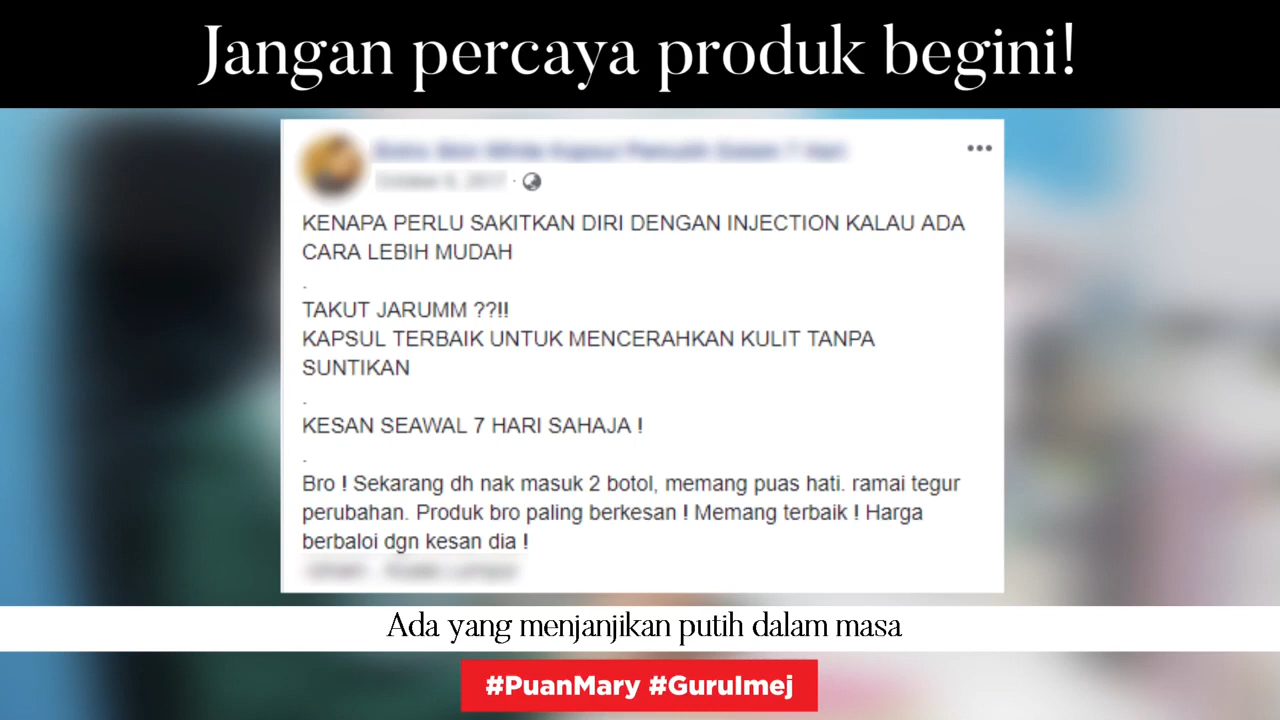 Jangan percaya produk begini!
KENAPA PERLU SAKITKAN DIRI DENGAN INJECTION KALAU ADA
CARA LEBIH MUDAH
.
TAKUT JARUMM ??!!
KAPSUL TERBAIK UNTUK MENCERAHKAN KULIT TANPA
SUNTIKAN
.
KESAN SEAWAL 7 HARI SAHAJA !
.
Bro ! Sekarang dh nak masuk 2 botol, memang puas hati. ramai tegur
perubahan. Produk bro paling berkesan ! Memang terbaik ! Harga
berbaloi dgn kesan dia !
Ada yang menjanjikan putih dalam masa
#PuanMary #GuruImej